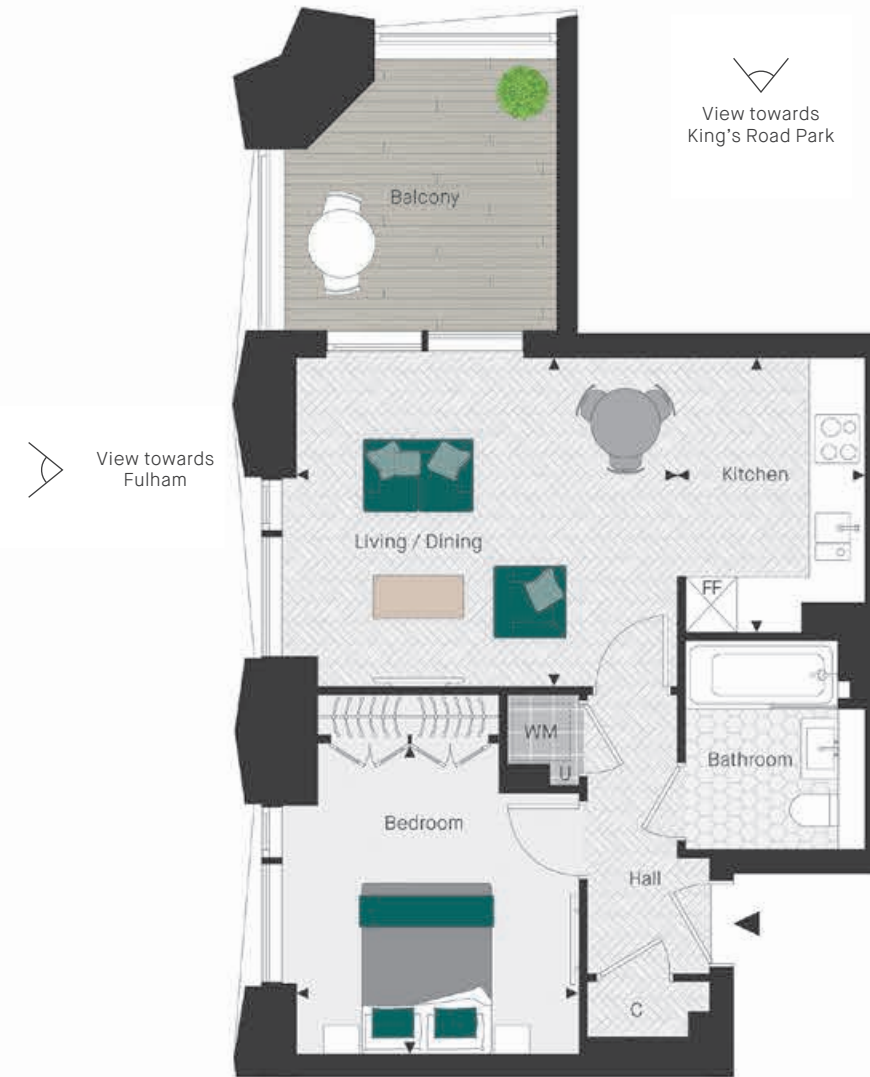 View towards
King's Road Park
Balcony
View towards
Fulham
Kitchen
Living / Dining
FF
WM
U
Bathroom
Bedroom
Hall
C